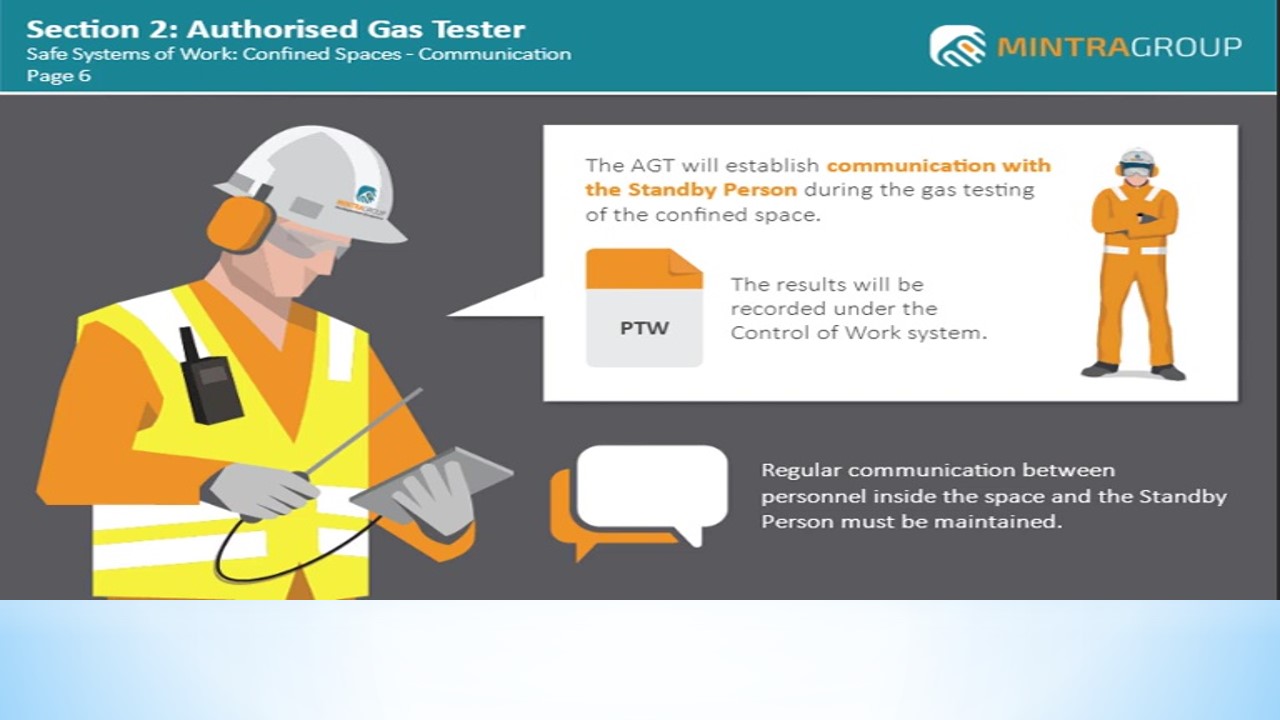 Section 2: Authorised Gas Tester
Safe Systems of Work: Confined Spaces - Communication
Page 6
MINTRAGROUP
The AGT will establish communication with
the Standby Person during the gas testing
of the confined space.
PTW
The results will be
recorded under the
Control of Work system.
MINTRAGROUP
Regular communication between
personnel inside the space and the Standby
Person must be maintained.